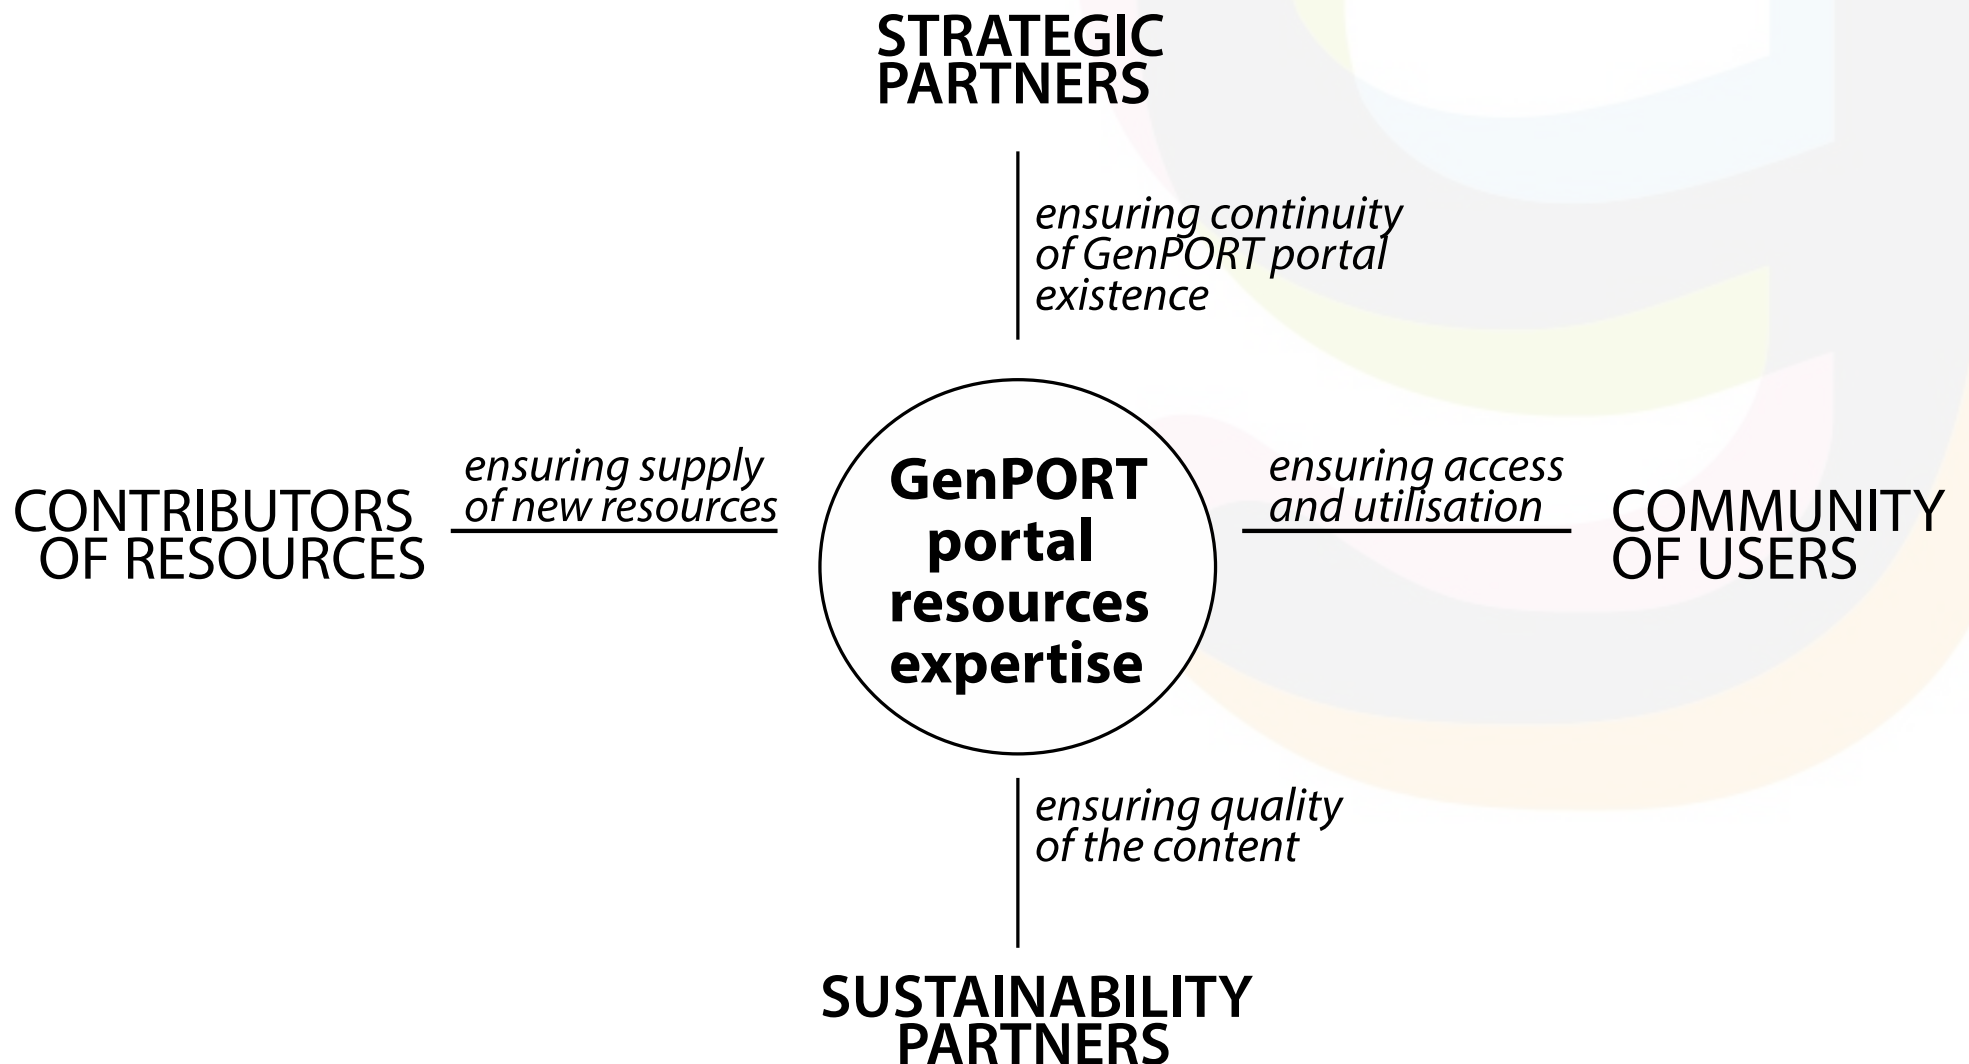 STRATEGIC
PARTNERS
ensuring continuity
of GenPORT portal
existence
CONTRIBUTORS
OF RESOURCES
ensuring supply
of new resources
GenPORT
portal
resources
expertise
ensuring access
and utilisation
COMMUNITY
OF USERS
ensuring quality
of the content
SUSTAINABILITY
PARTNERS